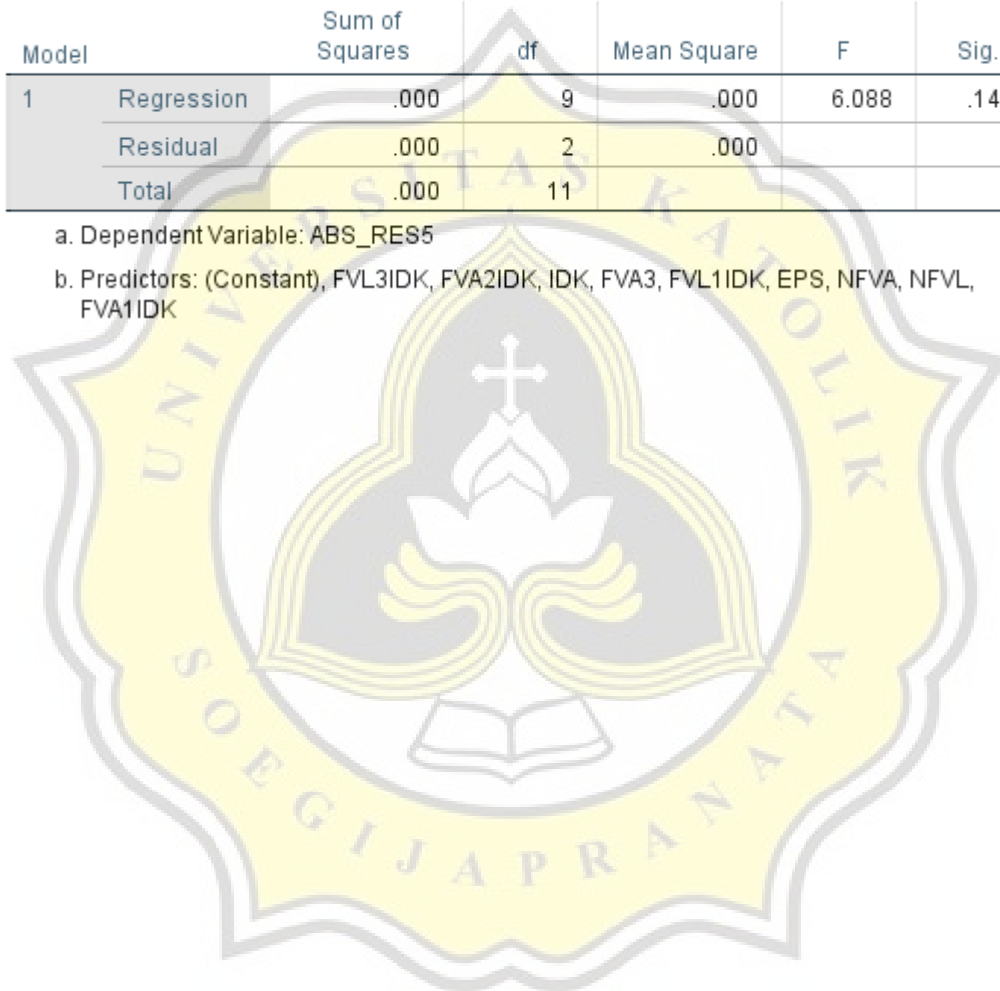 Model Sum of Squares df Mean Square F Sig.
1 Regression .000 9 .000 6.088 .14
Residual .000 2 .000
Total .000 11
a. Dependent Variable: ABS_RES5
b. Predictors: (Constant), FVL3IDK, FVA2IDK, IDK, FVA3, FVL1IDK, EPS, NFVA, NFVL,
FVA1IDK
UNIVERSITAS KATOLIK
SOEGIJAPRANATA